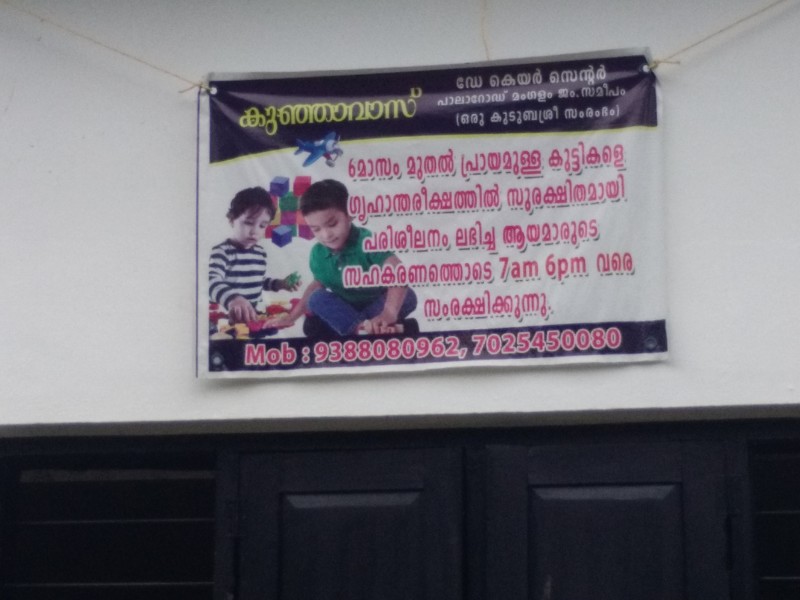 കുഞ്ഞാവാസ്
ഡേ കെയർ സെന്റർ
പാലാറോഡ് മംഗളം ജം.സമീപം
(ഒരു കുടുബശ്രീ സംരംഭം)
6മാസം മുതൽ പ്രായമുള്ള കുട്ടികളെ
ഗൃഹാന്തരീക്ഷത്തിൽ സുരക്ഷിതമായി
പരിശീലനം ലഭിച്ച ആയമാരുടെ
സഹകരണത്തൊടെ 7am 6pm വരെ
സംരക്ഷിക്കുന്നു.
Mob : 9388080962, 7025450080